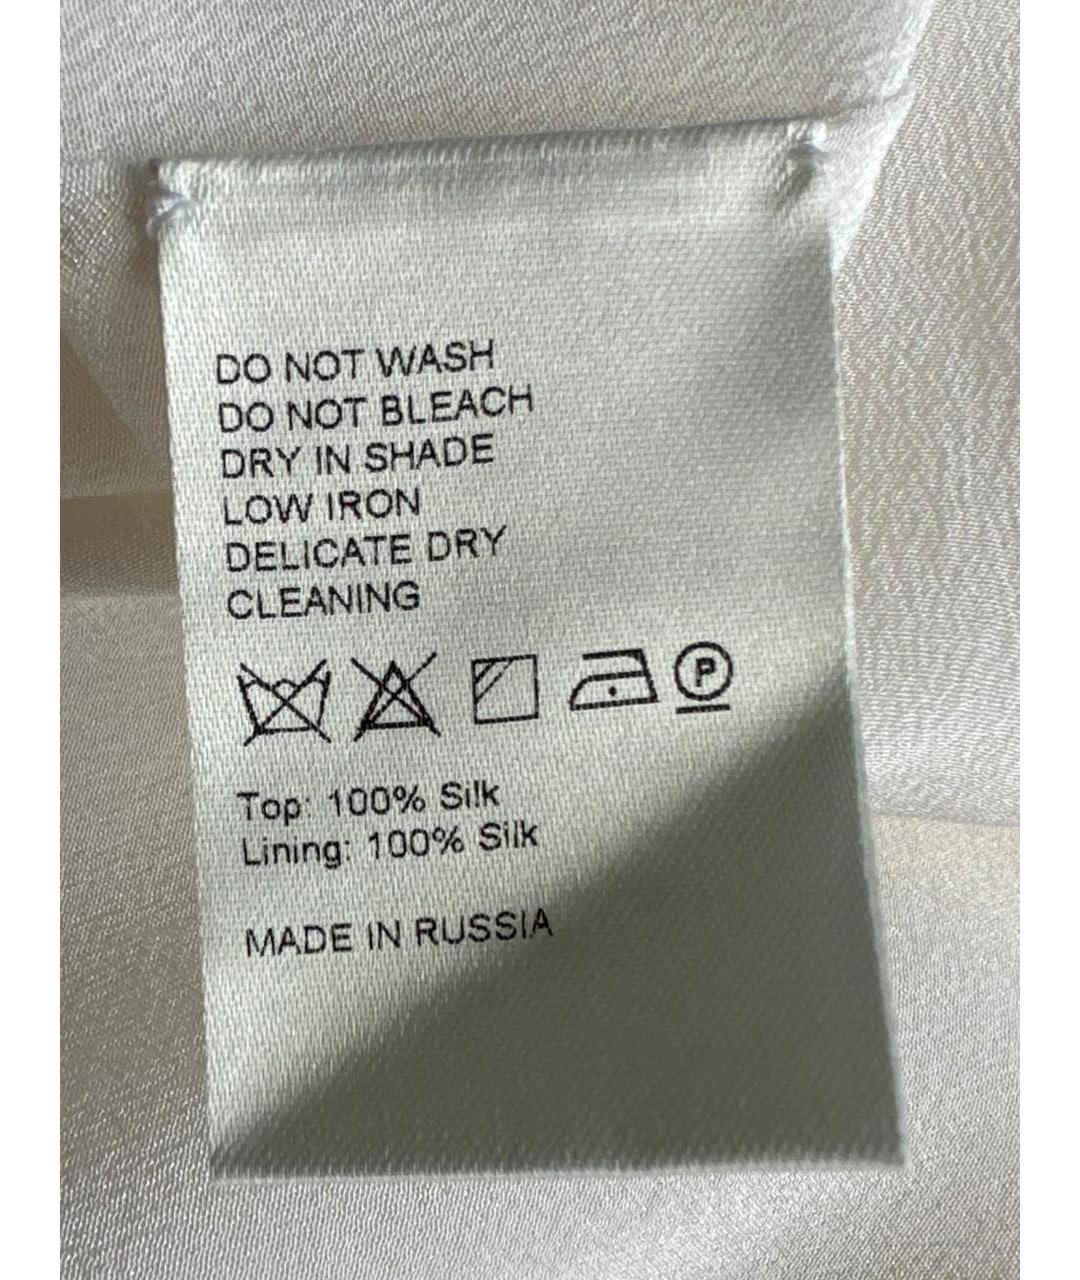 DO NOT WASH
DO NOT BLEACH
DRY IN SHADE
LOW IRON
DELICATE DRY
CLEANING
P
Top: 100% Silk
Lining: 100% Silk
MADE IN RUSSIA